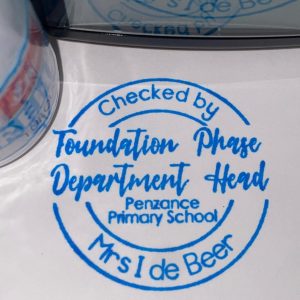 Checked by
Foundation Phase
Department Head
Penzance
Primary School
Mrs I de Beer